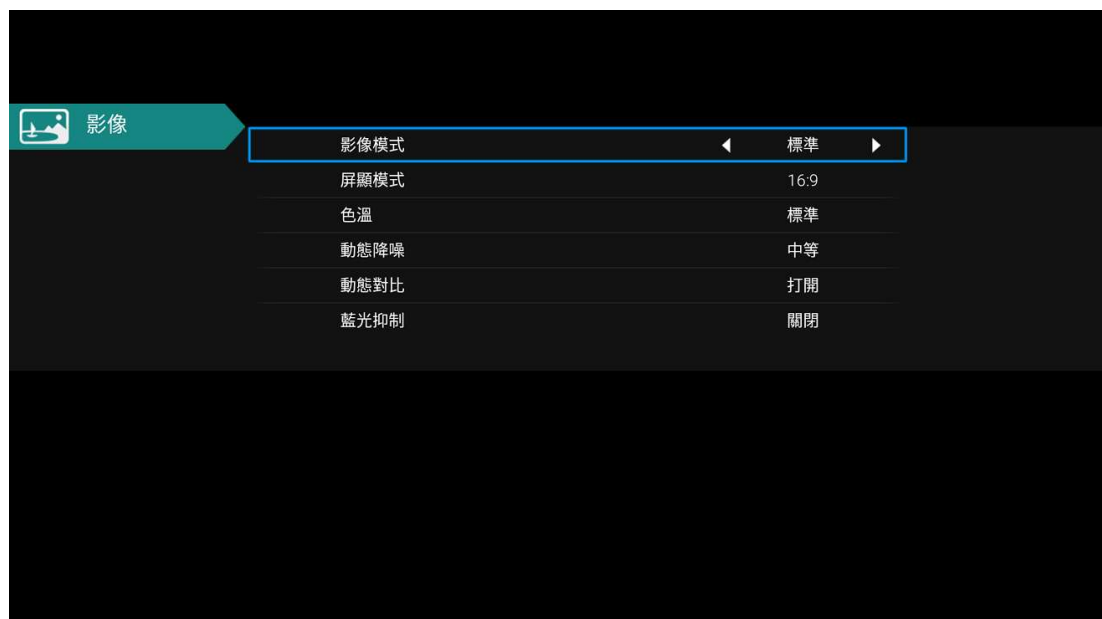 影像
影像模式 標準
屏顯模式 16:9
色溫 標準
動態降噪 中等
動態對比 打開
藍光抑制 關閉